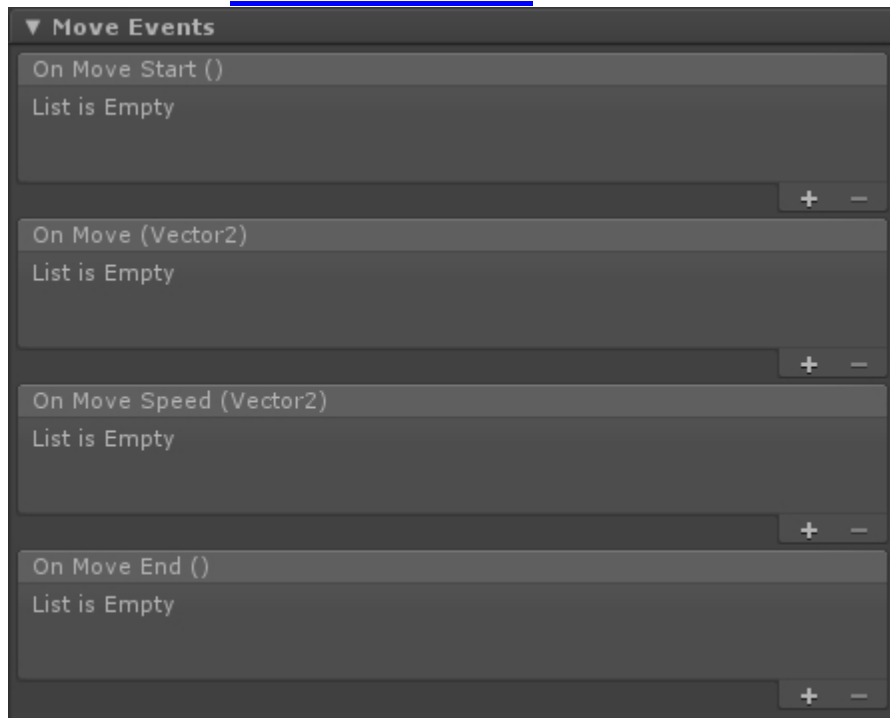 ▼ Move Events
On Move Start ()
List is Empty
+ −
On Move (Vector2)
List is Empty
+ −
On Move Speed (Vector2)
List is Empty
+ −
On Move End ()
List is Empty
+ −